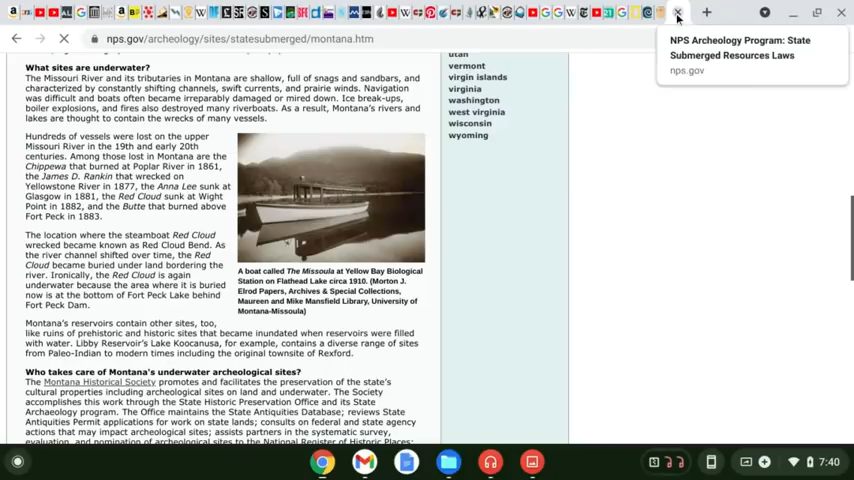 NPS Archeology Program: State
Submerged Resources Laws
nps.gov
nps.gov/archeology/sites/statesubmerged/montana.htm
What sites are underwater?
The Missouri River and its tributaries in Montana are shallow, full of snags and sandbars, and
characterized by constantly shifting channels, swift currents, and prairie winds. Navigation
was difficult and boats often became irreparably damaged or mired down. Ice break-ups,
boiler explosions, and fires also destroyed many riverboats. As a result, Montana's rivers and
lakes are thought to contain the wrecks of many vessels.
Hundreds of vessels were lost on the upper
Missouri River in the 19th and early 20th
centuries. Among those lost in Montana are the
Chippewa that burned at Poplar River in 1861,
the James D. Rankin that wrecked on
Yellowstone River in 1877, the Anna Lee sunk at
Glasgow in 1881, the Red Cloud sunk at Wight
Point in 1882, and the Butte that burned above
Fort Peck in 1883.
The location where the steamboat Red Cloud
wrecked became known as Red Cloud Bend. As
the river channel shifted over time, the Red
Cloud became buried under land bordering the
river. Ironically, the Red Cloud is again
underwater because the area where it is buried
now is at the bottom of Fort Peck Lake behind
Fort Peck Dam.
A boat called The Missoula at Yellow Bay Biological
Station on Flathead Lake circa 1910. (Morton J.
Elrod Papers, Archives & Special Collections,
Maureen and Mike Mansfield Library, University of
Montana-Missoula)
Montana's reservoirs contain other sites, too,
like ruins of prehistoric and historic sites that became inundated when reservoirs were filled
with water. Libby Reservoir's Lake Koocanusa, for example, contains a diverse range of sites
from Paleo-Indian to modern times including the original townsite of Rexford.
Who takes care of Montana's underwater archeological sites?
The Montana Historical Society promotes and facilitates the preservation of the state's
cultural properties including archeological sites on land and underwater. The Society
accomplishes this work through the State Historic Preservation Office and its State
Archaeology program. The Office maintains the State Antiquities Database; reviews State
Antiquities Permit applications for work on state lands; consults on federal and state agency
actions that may impact archeological sites; assists partners in the systematic survey,
evaluation, and nomination of archeological sites to the National Register of Historic Places;
utah
vermont
virgin islands
virginia
washington
west virginia
wisconsin
wyoming
7:40